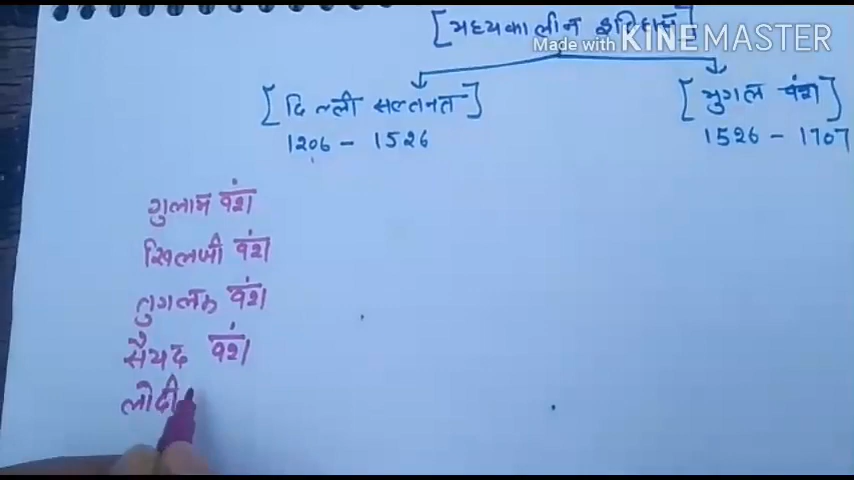 [मध्यकालीन इतिहास]
Made with KINEMASTER
[दिल्ली सल्तनत] [मुगल वंश]
1206 - 1526 1526 - 1707
गुलाम वंश
खिलजी वंश
तुगलक वंश
सैयद वंश
लोदी